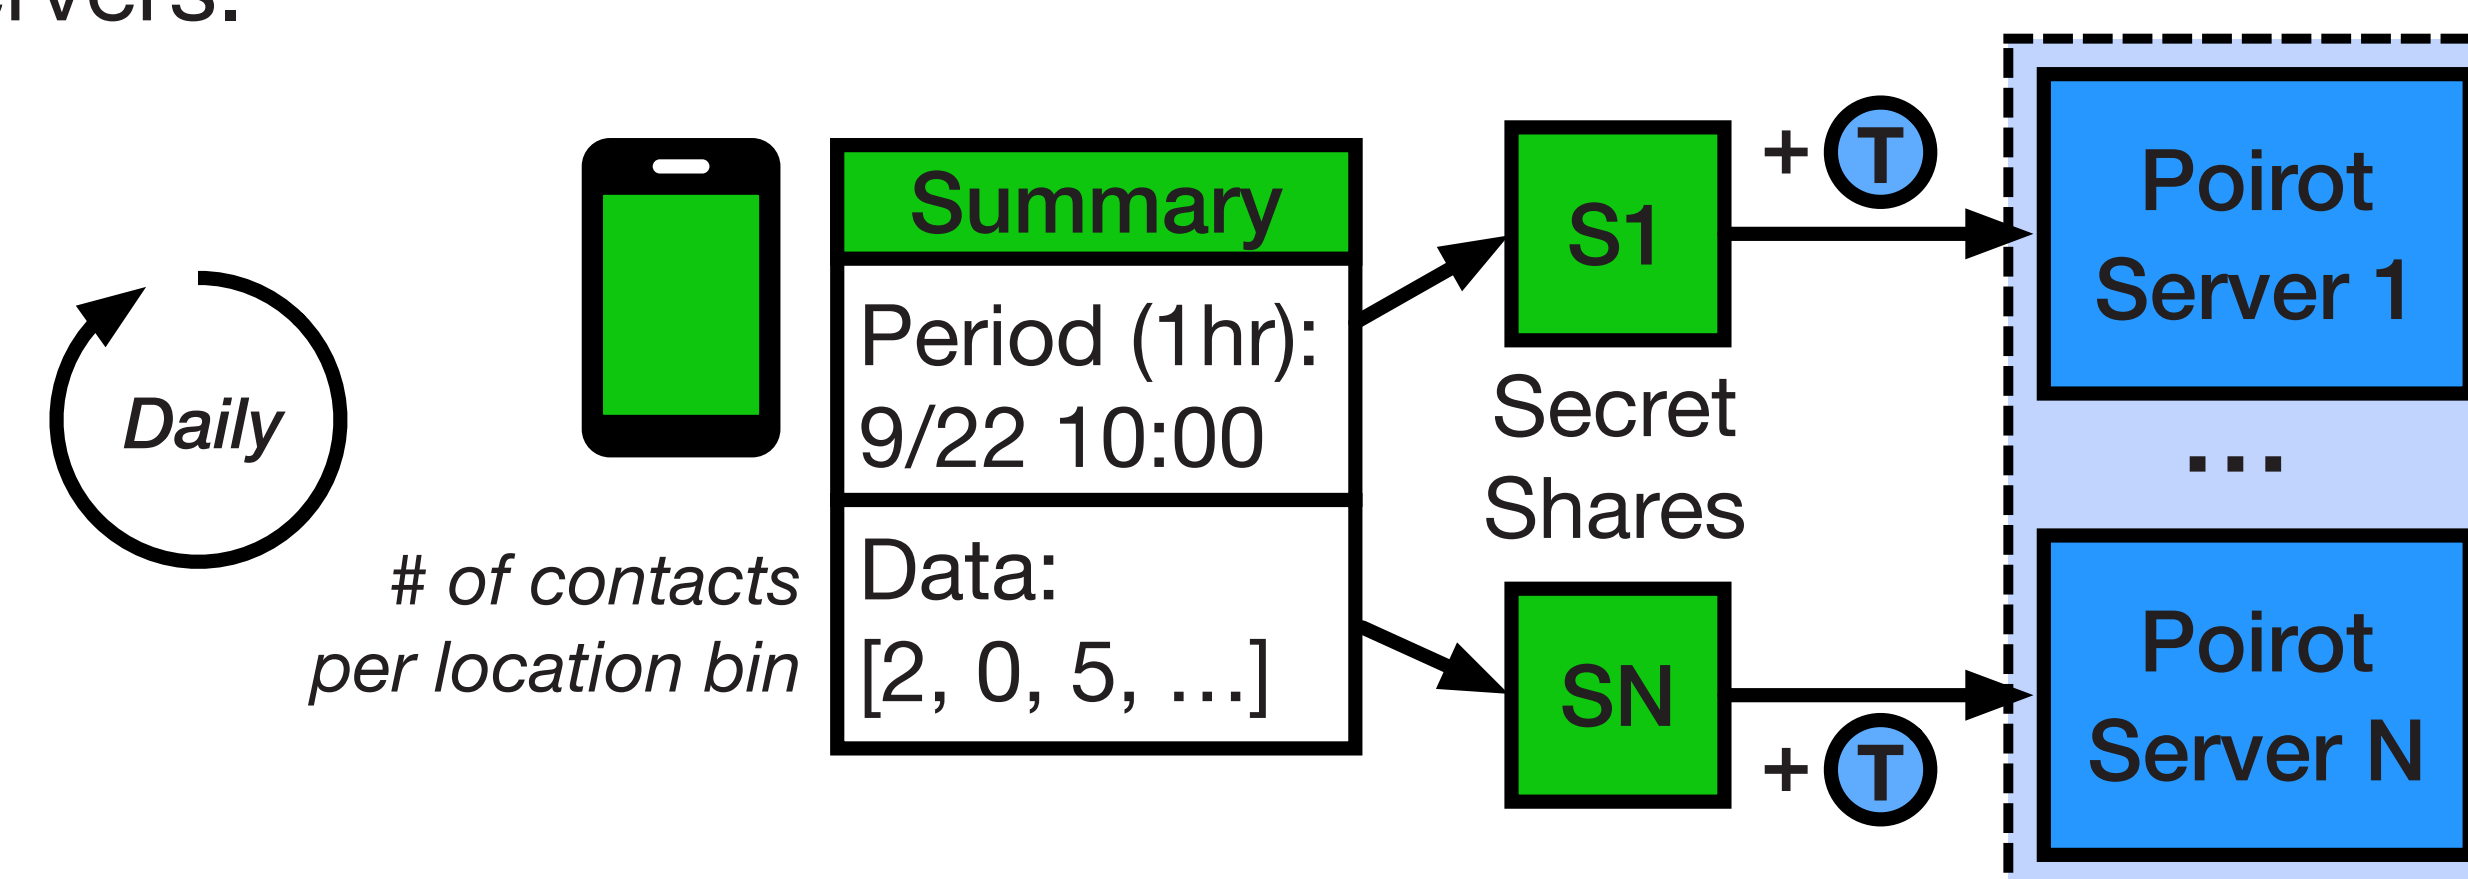 Daily
# of contacts
per location bin
Summary
Period (1hr):
9/22 10:00
Data:
[2, 0, 5, ...]
S1
Secret
Shares
SN
+ T
+ T
Poirot
Server 1
...
Poirot
Server N